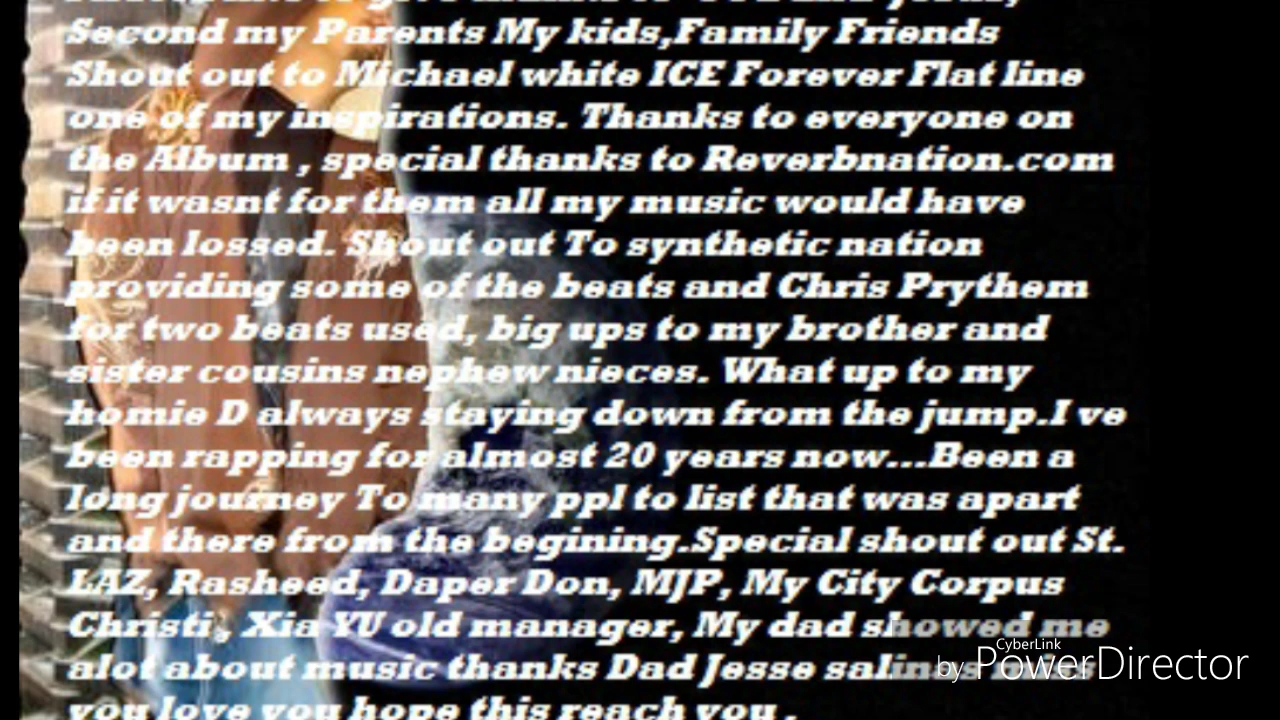 Second my Parents My kids,Family Friends
Shout out to Michael white ICE Forever Flat line
one of my inspirations. Thanks to everyone on
the Album , special thanks to Reverbnation.com
if it wasnt for them all my music would have
been lossed. Shout out To synthetic nation
providing some of the beats and Chris Prythem
for two beats used, big ups to my brother and
sister cousins nephew nieces. What up to my
homie D always staying down from the jump.I ve
been rapping for almost 20 years now...Been a
long journey To many ppl to list that was apart
and there from the begining.Special shout out St.
LAZ, Rasheed, Daper Don, MJP, My City Corpus
Christi, Xia YU old manager, My dad showed me
alot about music thanks Dad Jesse salinas
you love you hope this reach you .
CyberLink
by PowerDirector